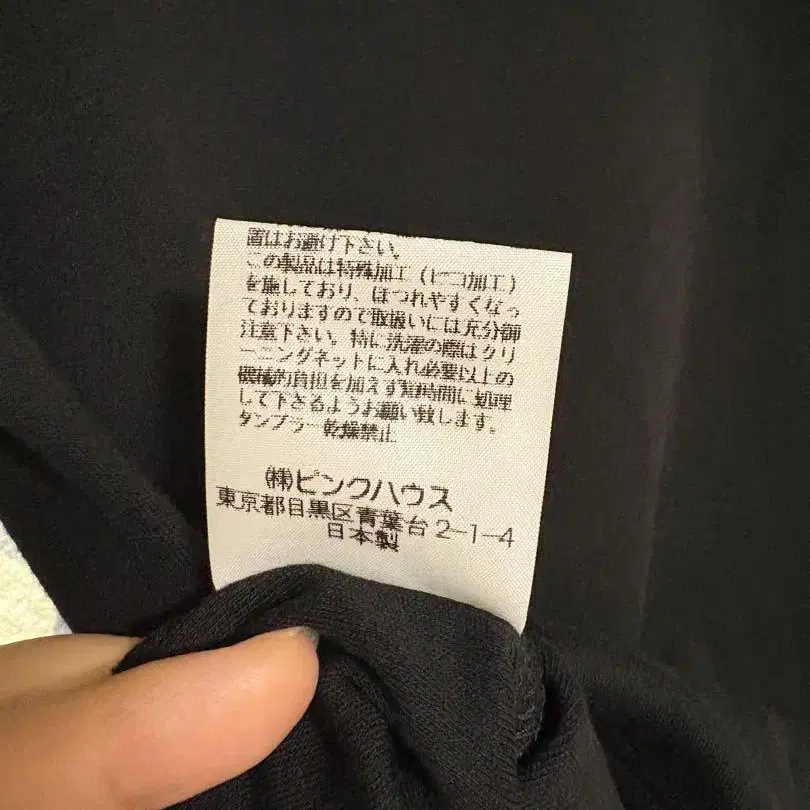 置はお避け下さい。
この製品は特殊加工（ピコ加工）
を施しており、ほつれやすくなっ
ておりますので取扱いには充分御
注意下さい。特に洗濯の際はクリ
ーニングネットに入れ必要以上の
機械的負担を加えず短時間に処理
して下さるようお願い致します。
タンブラー乾燥禁止
㈱ピンクハウス
東京都目黒区青葉台2-1-4
日本製